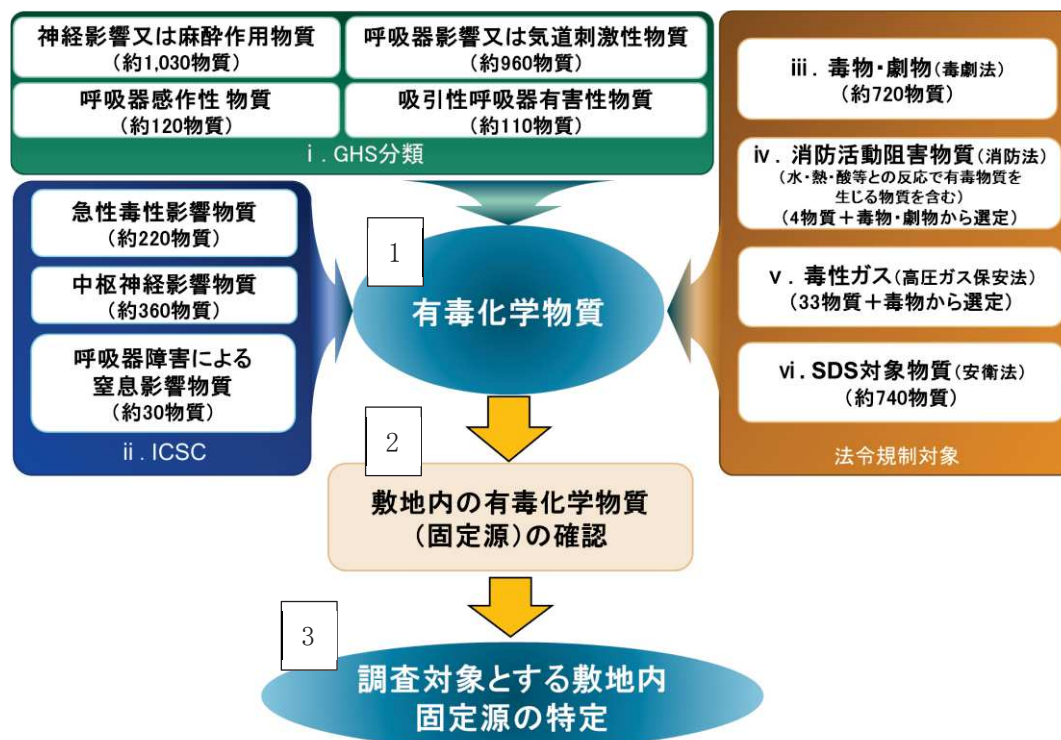 神経影響又は麻酔作用物質
(約1,030物質)
呼吸器影響又は気道刺激性物質
(約960物質)
呼吸器感作性 物質
(約120物質)
吸引性呼吸器有害性物質
(約110物質)
ⅰ. GHS分類
急性毒性影響物質
(約220物質)
中枢神経影響物質
(約360物質)
呼吸器障害による
窒息影響物質
(約30物質)
ⅱ. ICSC
ⅲ. 毒物・劇物(毒劇法)
(約720物質)
ⅳ. 消防活動阻害物質(消防法)
(水・熱・酸等との反応で有毒物質を
生じる物質を含む)
(4物質+毒物・劇物から選定)
ⅴ. 毒性ガス(高圧ガス保安法)
(33物質+毒物から選定)
ⅵ. SDS対象物質(安衛法)
(約740物質)
法令規制対象
1
有毒化学物質
2
敷地内の有毒化学物質
(固定源)の確認
3
調査対象とする敷地内
固定源の特定